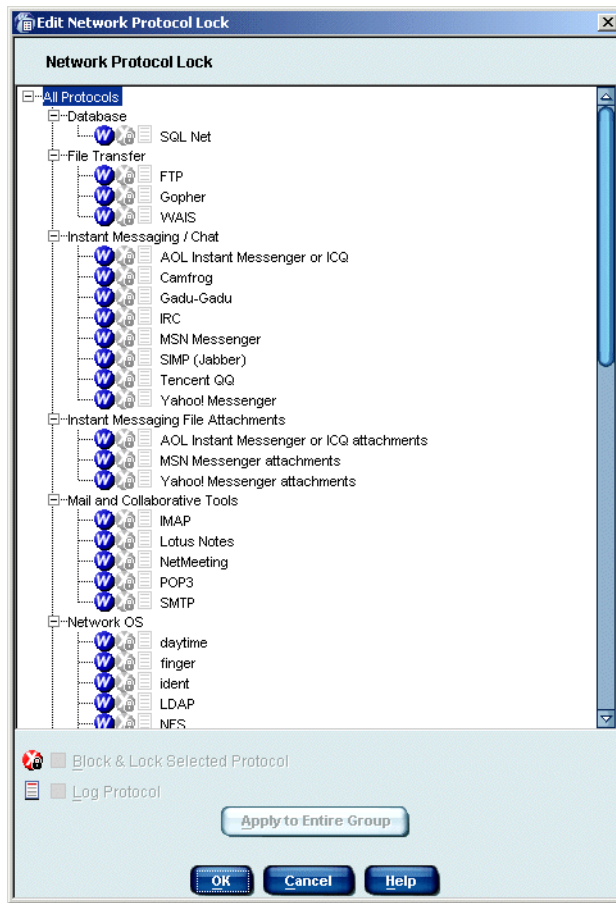 Edit Network Protocol Lock
Network Protocol Lock
All Protocols
Database
SQL Net
File Transfer
FTP
Gopher
WAIS
Instant Messaging / Chat
AOL Instant Messenger or ICQ
Camfrog
Gadu-Gadu
IRC
MSN Messenger
SIMP (Jabber)
Tencent QQ
Yahoo! Messenger
Instant Messaging File Attachments
AOL Instant Messenger or ICQ attachments
MSN Messenger attachments
Yahoo! Messenger attachments
Mail and Collaborative Tools
IMAP
Lotus Notes
NetMeeting
POP3
SMTP
Network OS
daytime
finger
ident
LDAP
NFS
Block & Lock Selected Protocol
Log Protocol
Apply to Entire Group
OK Cancel Help